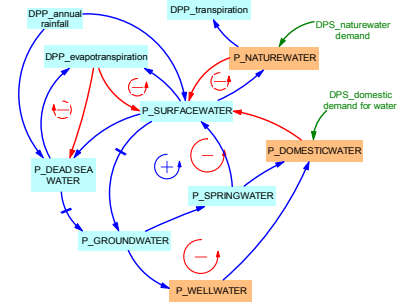 DPP_annual
rainfall
DPP_transpiration
DPS_naturewater
demand
DPP_evapotranspiration
P_NATUREWATER
DPS_domestic
demand for water
P_SURFACEWATER
P_DOMESTICWATER
P_DEAD SEA
WATER
P_SPRINGWATER
P_GROUNDWATER
P_WELLWATER